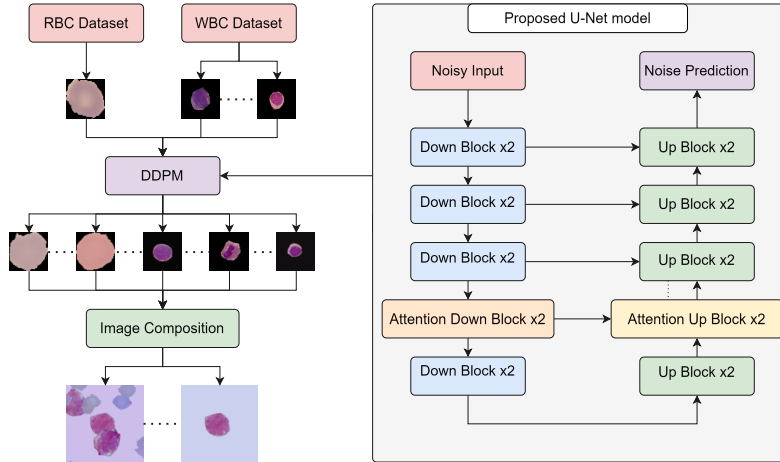 RBC Dataset
WBC Dataset
DDPM
Image Composition
Proposed U-Net model
Noisy Input
Noise Prediction
Down Block x2
Up Block x2
Down Block x2
Up Block x2
Down Block x2
Up Block x2
Attention Down Block x2
Attention Up Block x2
Down Block x2
Up Block x2